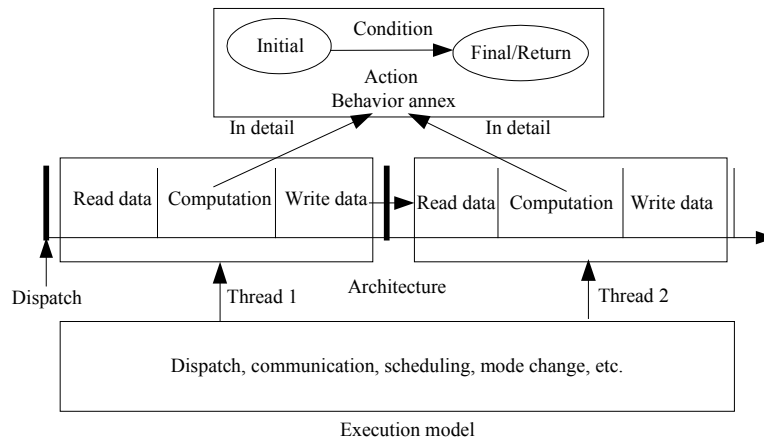 Initial
Condition
Final/Return
Action
Behavior annex
In detail
In detail
Read data
Computation
Write data
Read data
Computation
Write data
Dispatch
Thread 1
Architecture
Thread 2
Dispatch, communication, scheduling, mode change, etc.
Execution model